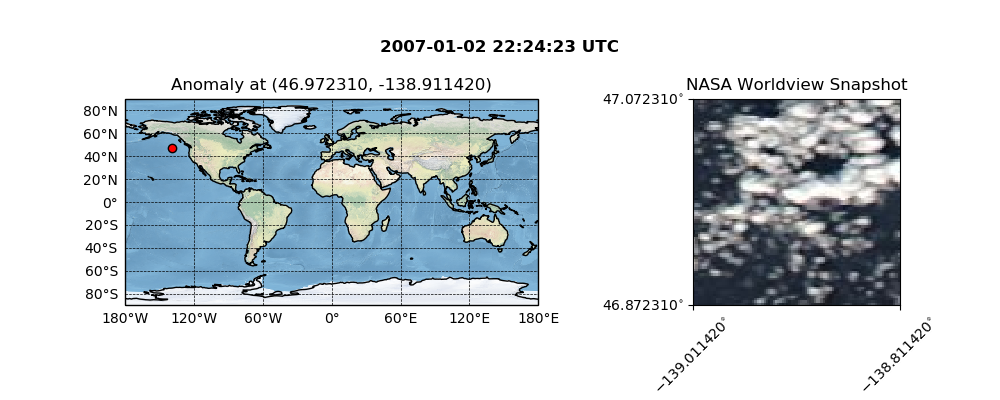 2007-01-02 22:24:23 UTC
Anomaly at (46.972310, -138.911420)
80°N
60°N
40°N
20°N
0°
20°S
40°S
60°S
80°S
180°W 120°W 60°W 0° 60°E 120°E 180°E
NASA Worldview Snapshot
47.072310°
46.872310°
−139.011420°
−138.811420°